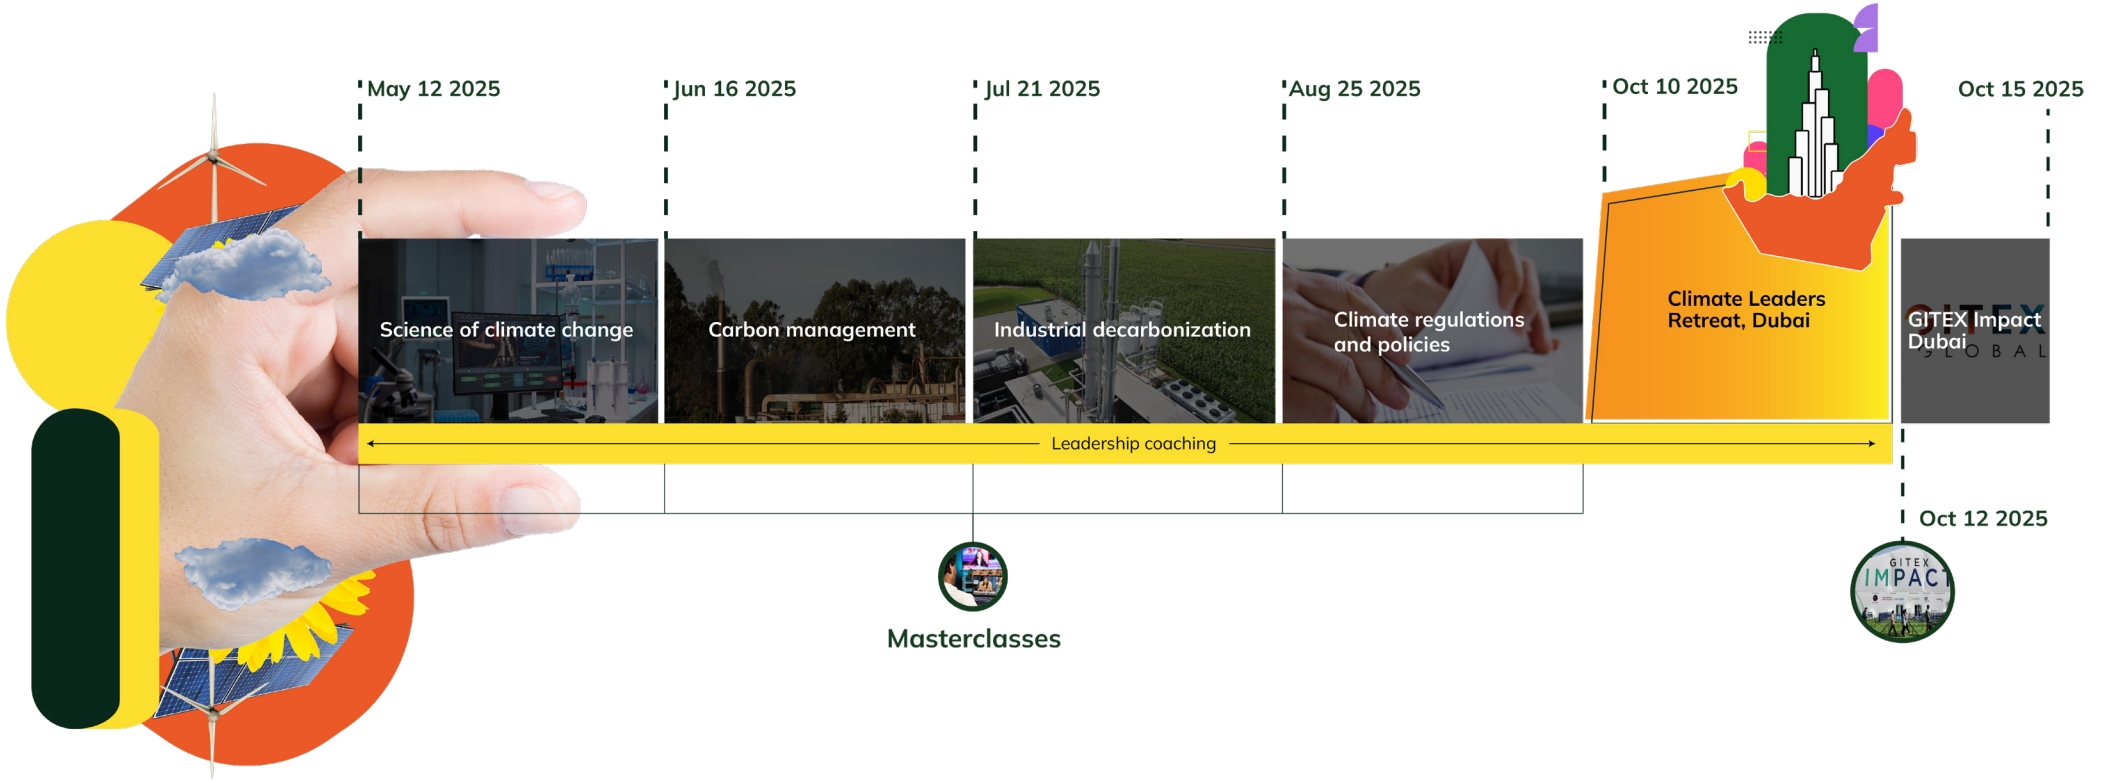 May 12 2025
Jun 16 2025
Jul 21 2025
Aug 25 2025
Oct 10 2025
Oct 15 2025
Science of climate change
Carbon management
Industrial decarbonization
Climate regulations
and policies
Climate Leaders
Retreat, Dubai
GITEX
GLOBAL
GITEX Impact
Dubai
Leadership coaching
Oct 12 2025
GITEX
IMPACT
Masterclasses